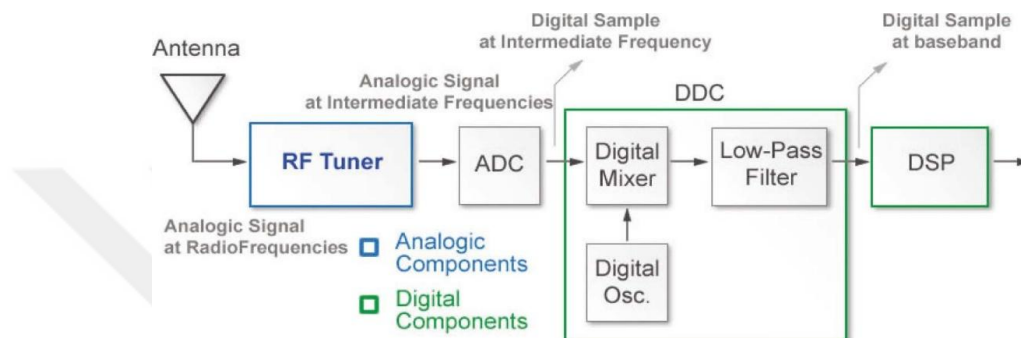 Antenna
Digital Sample
at Intermediate Frequency
Digital Sample
at baseband
Analogic Signal
at Intermediate Frequencies
DDC
RF Tuner
ADC
Digital
Mixer
Low-Pass
Filter
DSP
Analogic Signal
at RadioFrequencies
Analogic
Components
Digital
Components
Digital
Osc.